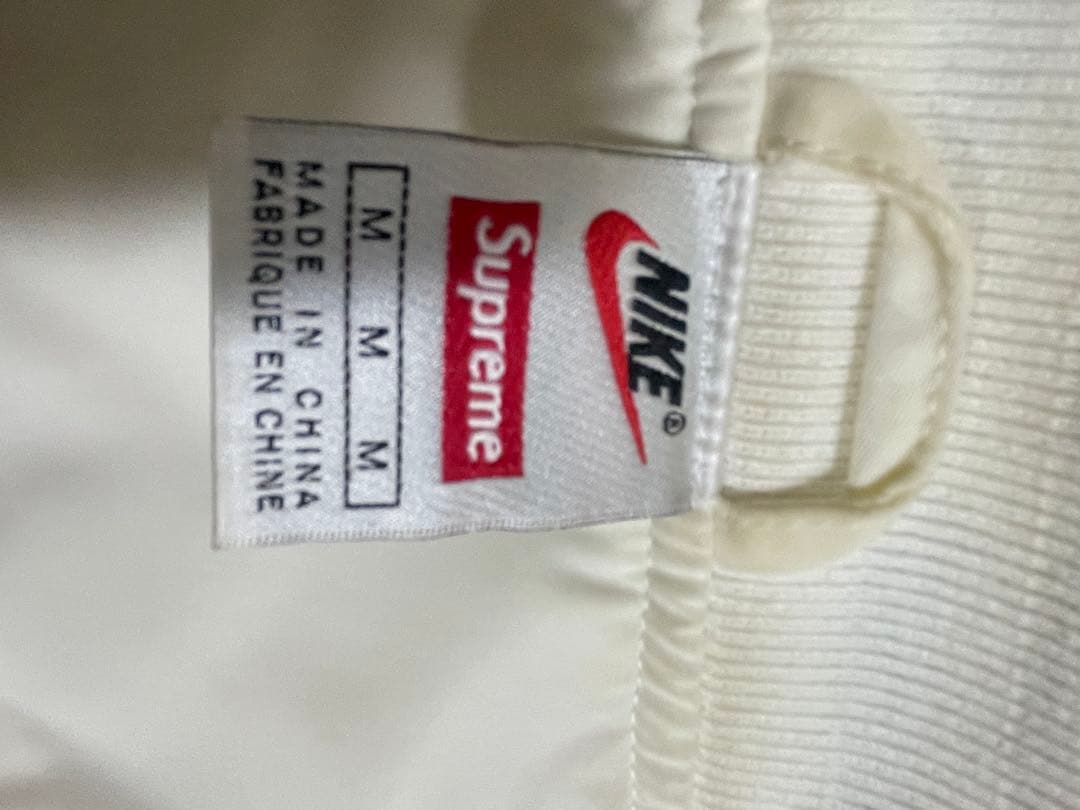 NIKE®
Supreme
M M M
MADE IN CHINA
FABRIQUE EN CHINE